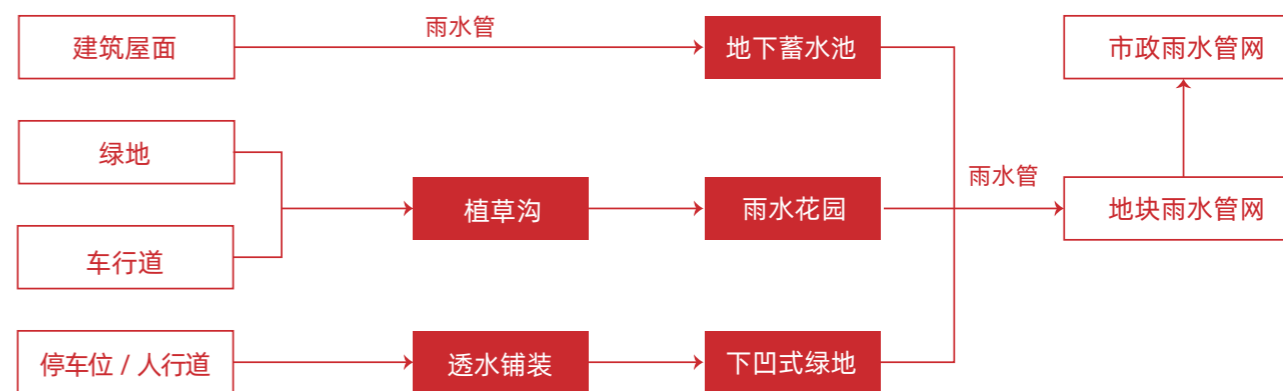 建筑屋面
雨水管
地下蓄水池
市政雨水管网
绿地
植草沟
雨水花园
雨水管
地块雨水管网
车行道
停车位 / 人行道
透水铺装
下凹式绿地